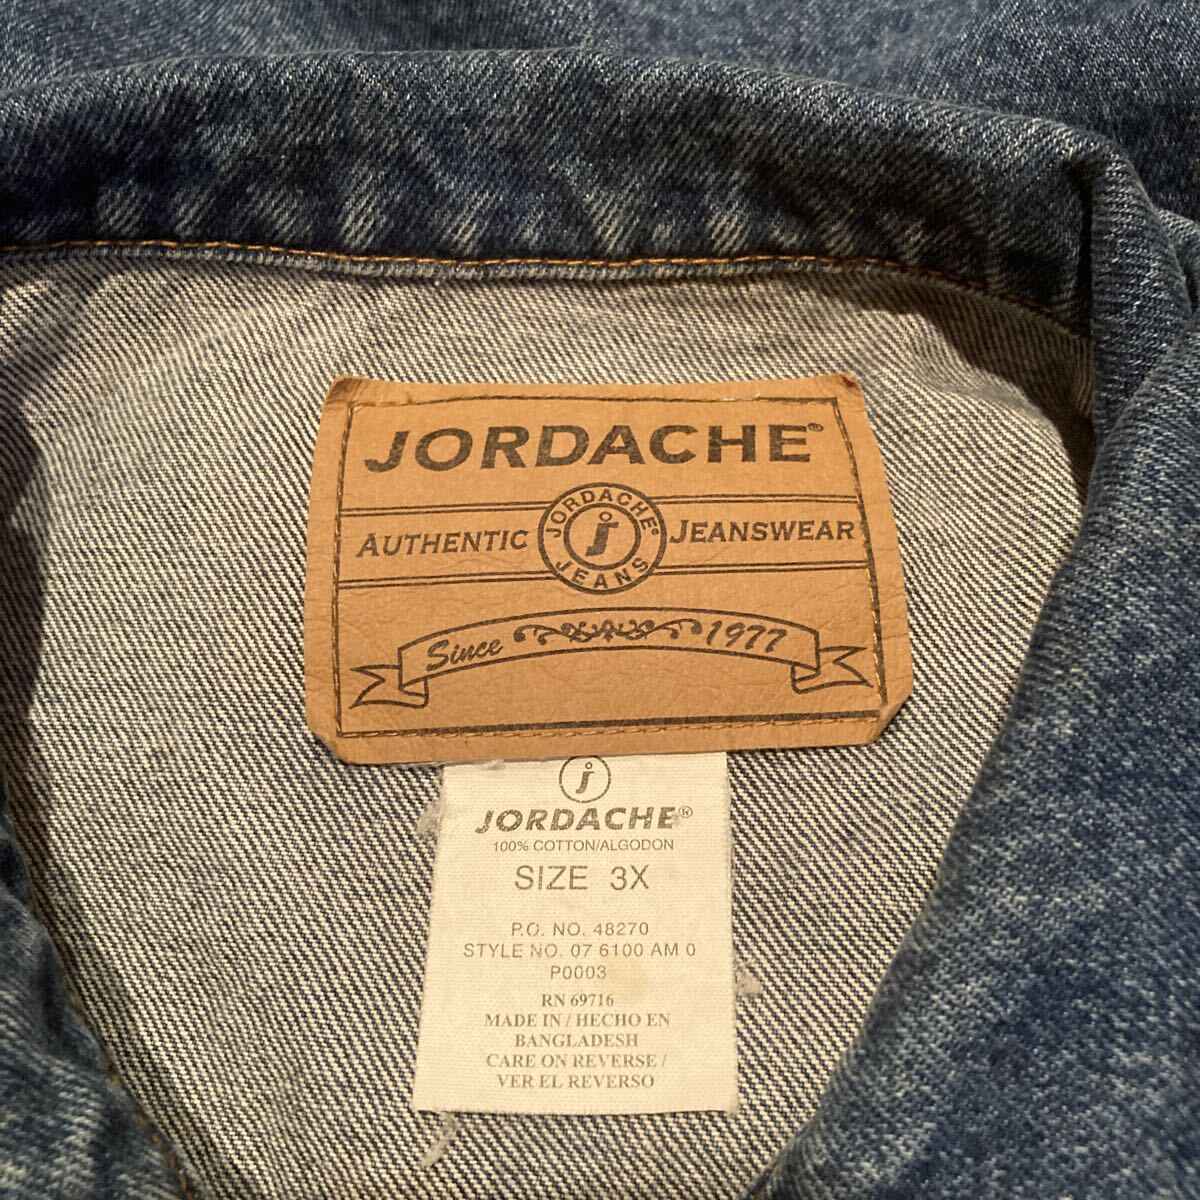 JORDACHE®
AUTHENTIC JORDACHE® j JEANS JEANSWEAR
Since 1977
j
JORDACHE®
100% COTTON/ALGODON
SIZE 3X
P.O. NO. 48270
STYLE NO. 07 6100 AM 0
P0003
RN 69716
MADE IN / HECHO EN
BANGLADESH
CARE ON REVERSE /
VER EL REVERSO